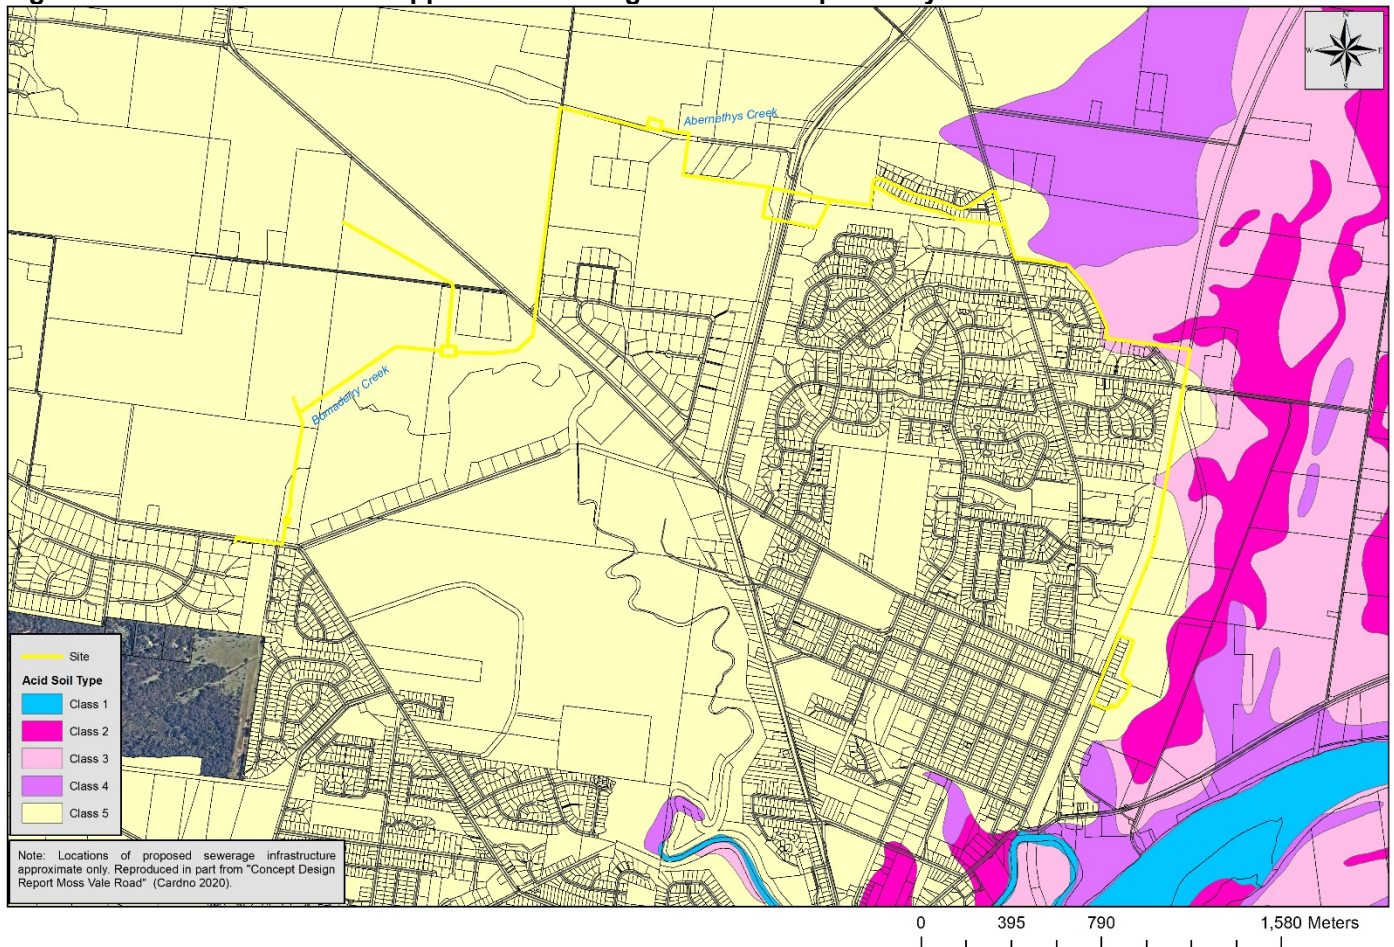 N
W
E
S
Abernethys Creek
Bomaderry Creek
Site
Acid Soil Type
Class 1
Class 2
Class 3
Class 4
Class 5
Note: Locations of proposed sewerage infrastructure
approximate only. Reproduced in part from "Concept Design
Report Moss Vale Road" (Cardno 2020).
0 395 790 1,580 Meters